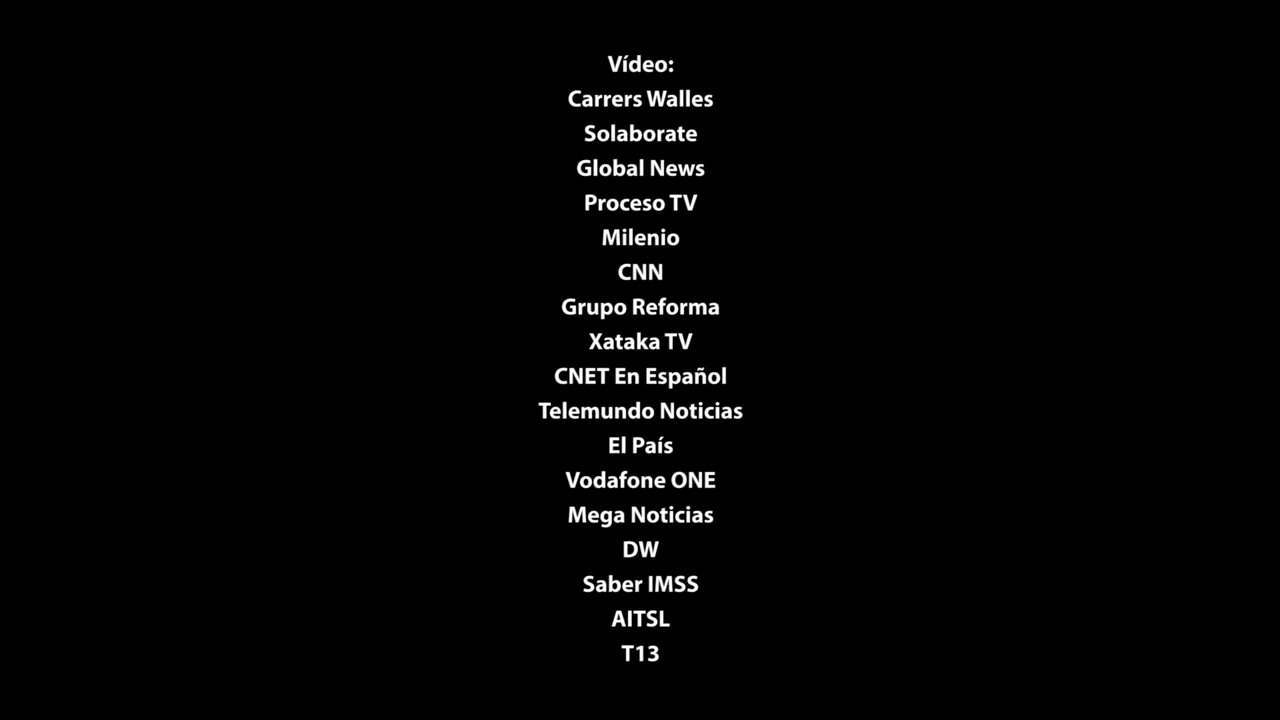 Vídeo:
Carrers Walles
Solaborate
Global News
Proceso TV
Milenio
CNN
Grupo Reforma
Xataka TV
CNET En Español
Telemundo Noticias
El País
Vodafone ONE
Mega Noticias
DW
Saber IMSS
AITSL
T13